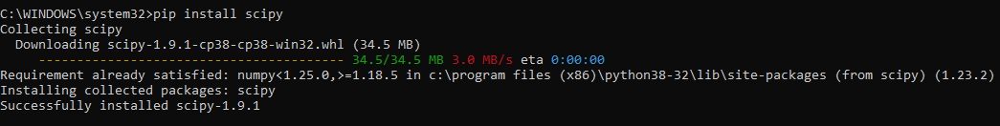 C:\WINDOWS\system32>pip install scipy
Collecting scipy
  Downloading scipy-1.9.1-cp38-cp38-win32.whl (34.5 MB)
     ---------------------------------------- 34.5/34.5 MB 3.0 MB/s eta 0:00:00
Requirement already satisfied: numpy<1.25.0,>=1.18.5 in c:\program files (x86)\python38-32\lib\site-packages (from scipy) (1.23.2)
Installing collected packages: scipy
Successfully installed scipy-1.9.1